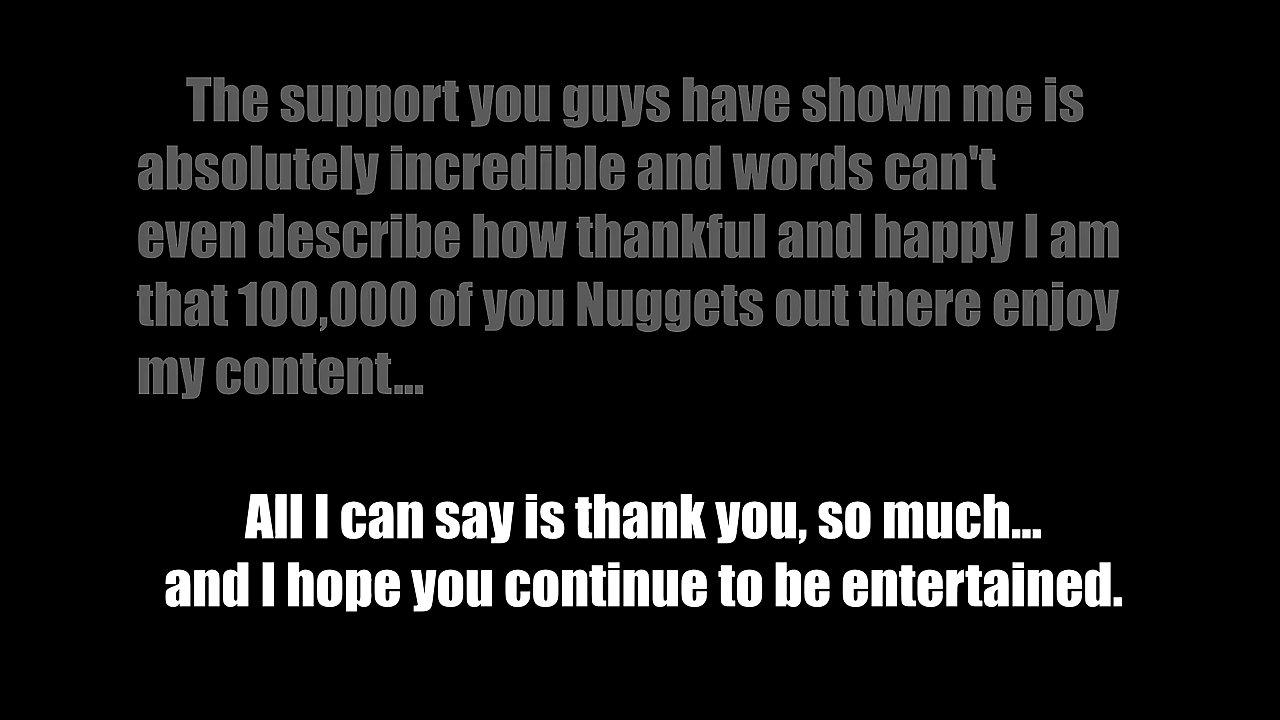 The support you guys have shown me is
absolutely incredible and words can't
even describe how thankful and happy I am
that 100,000 of you Nuggets out there enjoy
my content...
All I can say is thank you, so much...
and I hope you continue to be entertained.